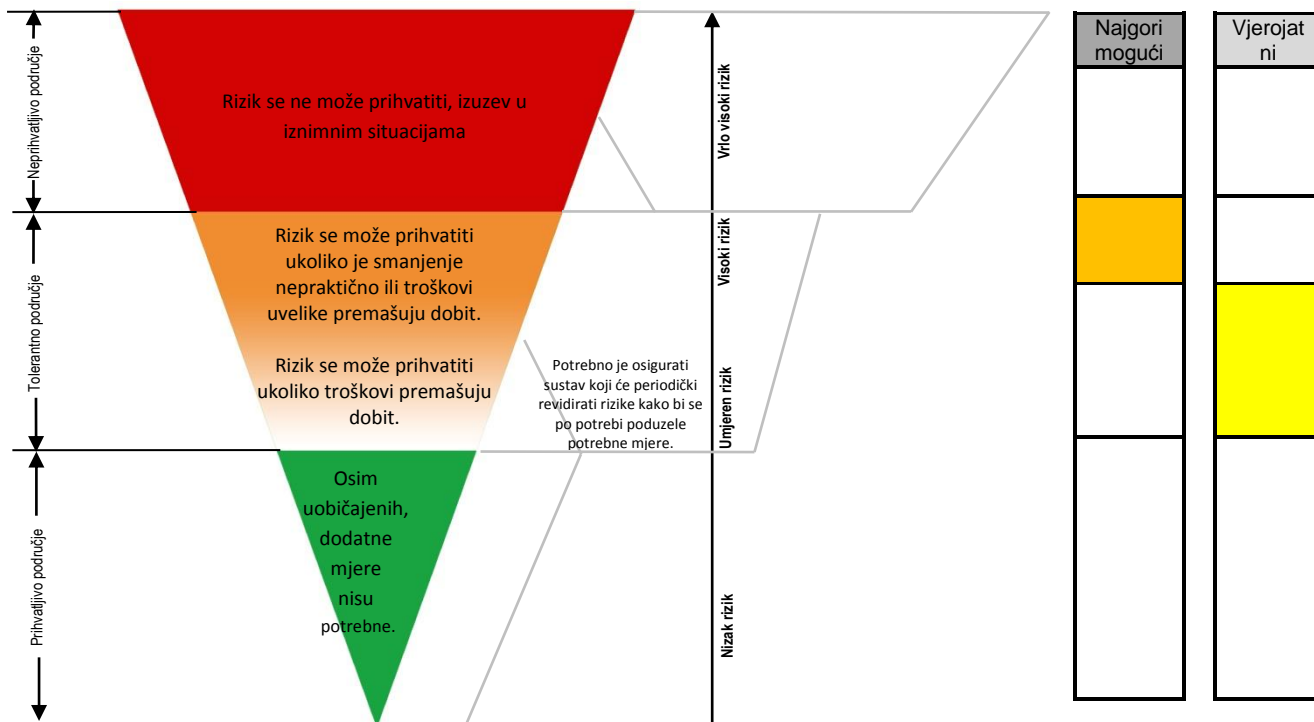 Neprihvatljivo područje
Rizik se ne može prihvatiti, izuzev u
iznimnim situacijama
Vrlo visoki rizik
Najgori
mogući
Vjerojat
ni
Tolerantno područje
Rizik se može prihvatiti
ukoliko je smanjenje
nepraktično ili troškovi
uvelike premašuju dobit.
Rizik se može prihvatiti
ukoliko troškovi premašuju
dobit.
Visoki rizik
Potrebno je osigurati
sustav koji će periodički
revidirati rizike kako bi se
po potrebi poduzele
potrebne mjere.
Umjeren rizik
Prihvatljivo područje
Osim
uobičajenih,
dodatne
mjere
nisu
potrebne.
Nizak rizik